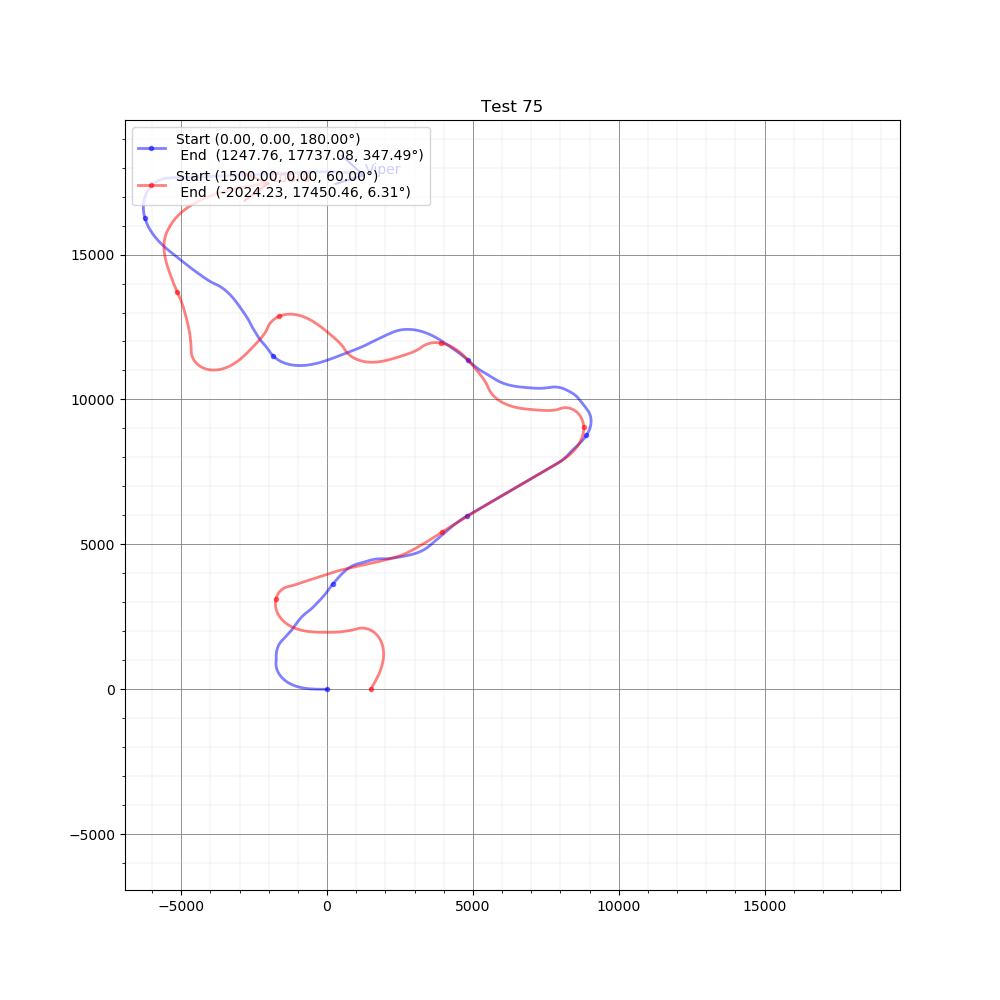 Test 75
Start (0.00, 0.00, 180.00°)
End (1247.76, 17737.08, 347.49°)
Viper
Start (1500.00, 0.00, 61.00°)
End (-2024.23, 17450.46, 6.31°)
15000
10000
5000
0
−5000
−5000
0
5000
10000
15000